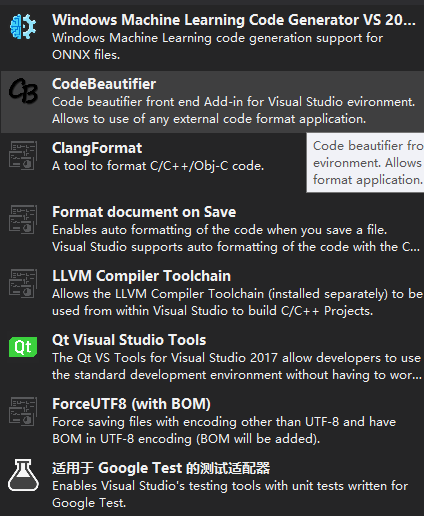 Windows Machine Learning Code Generator VS 20...
Windows Machine Learning code generation support for
ONNX files.
CB
CodeBeautifier
Code beautifier front end Add-in for Visual Studio evironment.
Allows to use of any external code format application.
ClangFormat
A tool to format C/C++/Obj-C code.
Code beautifier fro
evironment. Allows
format application.
Format document on Save
Enables auto formatting of the code when you save a file.
Visual Studio supports auto formatting of the code with the C...
LLVM Compiler Toolchain
Allows the LLVM Compiler Toolchain (installed separately) to be
used from within Visual Studio to build C/C++ Projects.
Qt
Qt Visual Studio Tools
The Qt VS Tools for Visual Studio 2017 allow developers to use
the standard development environment without having to wor...
ForceUTF8 (with BOM)
Force saving files with encoding other than UTF-8 and have
BOM in UTF-8 encoding (BOM will be added).
适用于 Google Test 的测试适配器
Enables Visual Studio's testing tools with unit tests written for
Google Test.